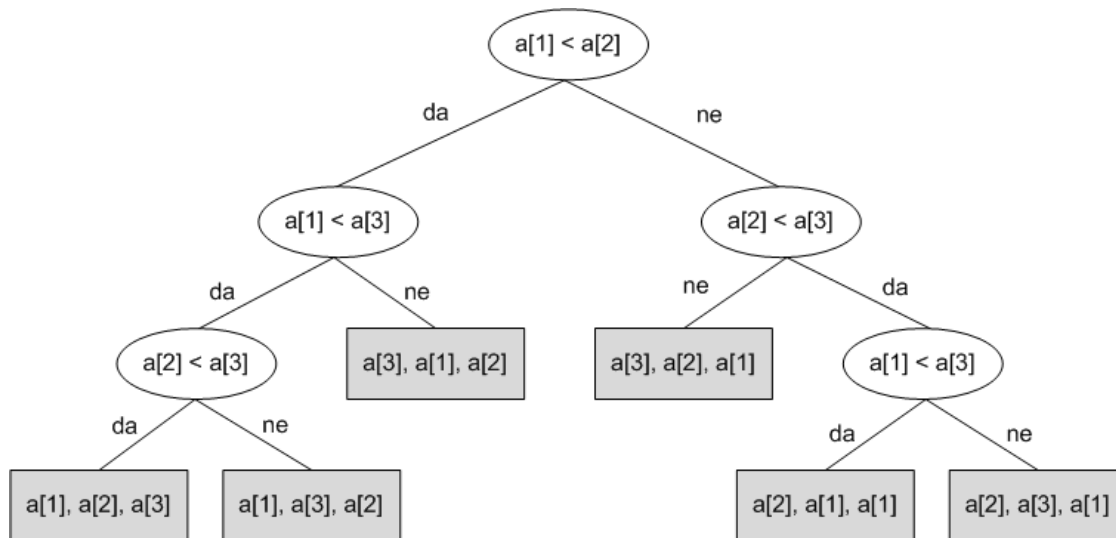 a[1] < a[2]
da
ne
a[1] < a[3]
a[2] < a[3]
da
ne
ne
da
a[2] < a[3]
a[3], a[1], a[2]
a[3], a[2], a[1]
a[1] < a[3]
da
ne
da
ne
a[1], a[2], a[3]
a[1], a[3], a[2]
a[2], a[1], a[1]
a[2], a[3], a[1]